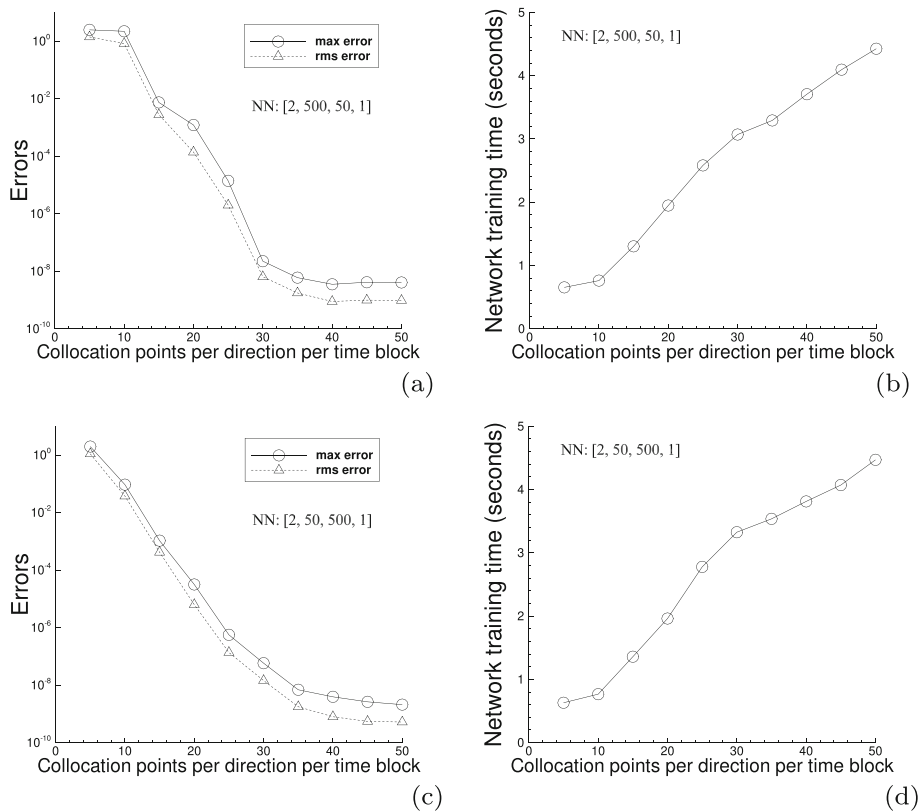 10^0
10^-2
10^-4
10^-6
10^-8
10^-10
Errors
max error
rms error
NN: [2, 500, 50, 1]
0 10 20 30 40 50
Collocation points per direction per time block
(a)
5
4
3
2
1
0
Network training time (seconds)
NN: [2, 500, 50, 1]
0 10 20 30 40 50
Collocation points per direction per time block
(b)
10^0
10^-2
10^-4
10^-6
10^-8
10^-10
Errors
max error
rms error
NN: [2, 50, 500, 1]
0 10 20 30 40 50
Collocation points per direction per time block
(c)
5
4
3
2
1
0
Network training time (seconds)
NN: [2, 50, 500, 1]
0 10 20 30 40 50
Collocation points per direction per time block
(d)